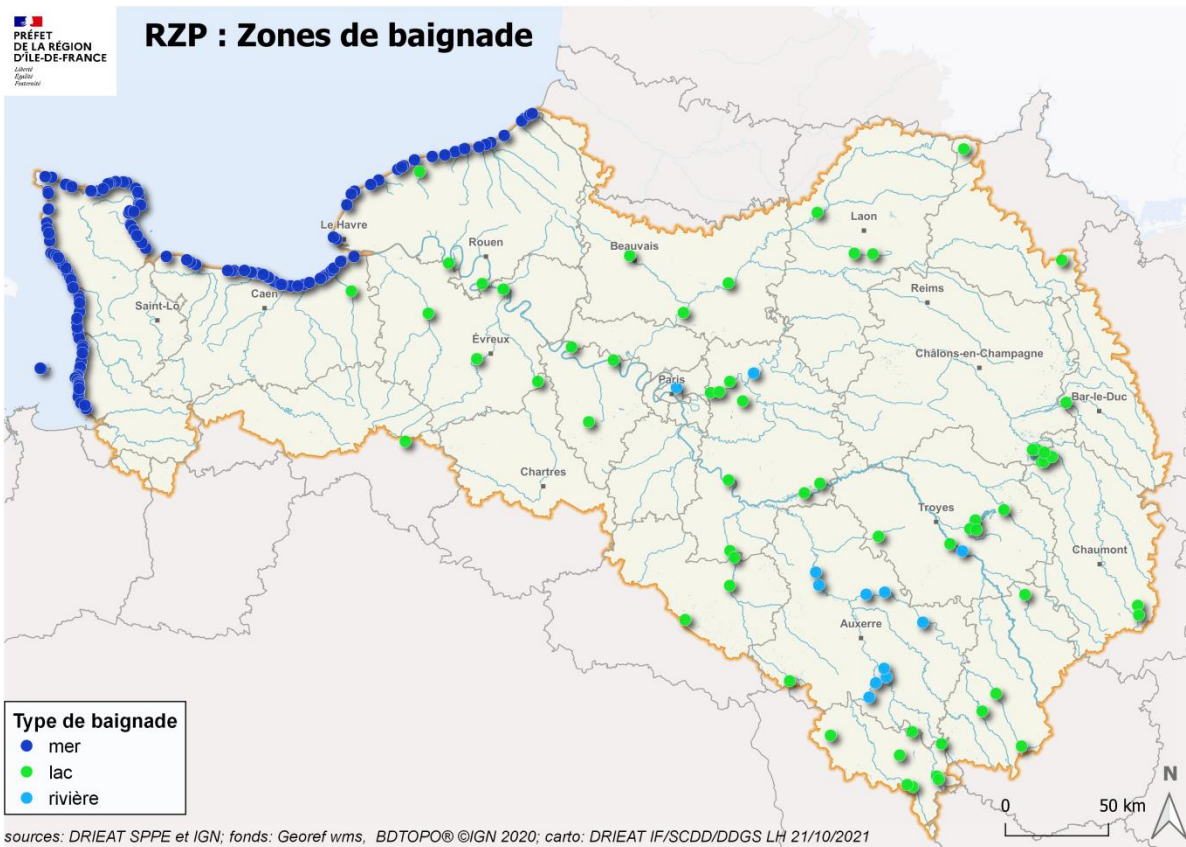 PRÉFET
DE LA RÉGION
D'ÎLE-DE-FRANCE
Liberté
Égalité
Fraternité
RZP : Zones de baignade
Le Havre
Rouen
Beauvais
Laon
Saint-Lô
Caen
Reims
Évreux
Châlons-en-Champagne
Paris
Bar-le-Duc
Chartres
Troyes
Chaumont
Auxerre
Type de baignade
mer
lac
rivière
N
0 50 km
sources: DRIEAT SPPE et IGN; fonds: Georef wms, BDTOPO® ©IGN 2020; carto: DRIEAT IF/SCDD/DDGS LH 21/10/2021